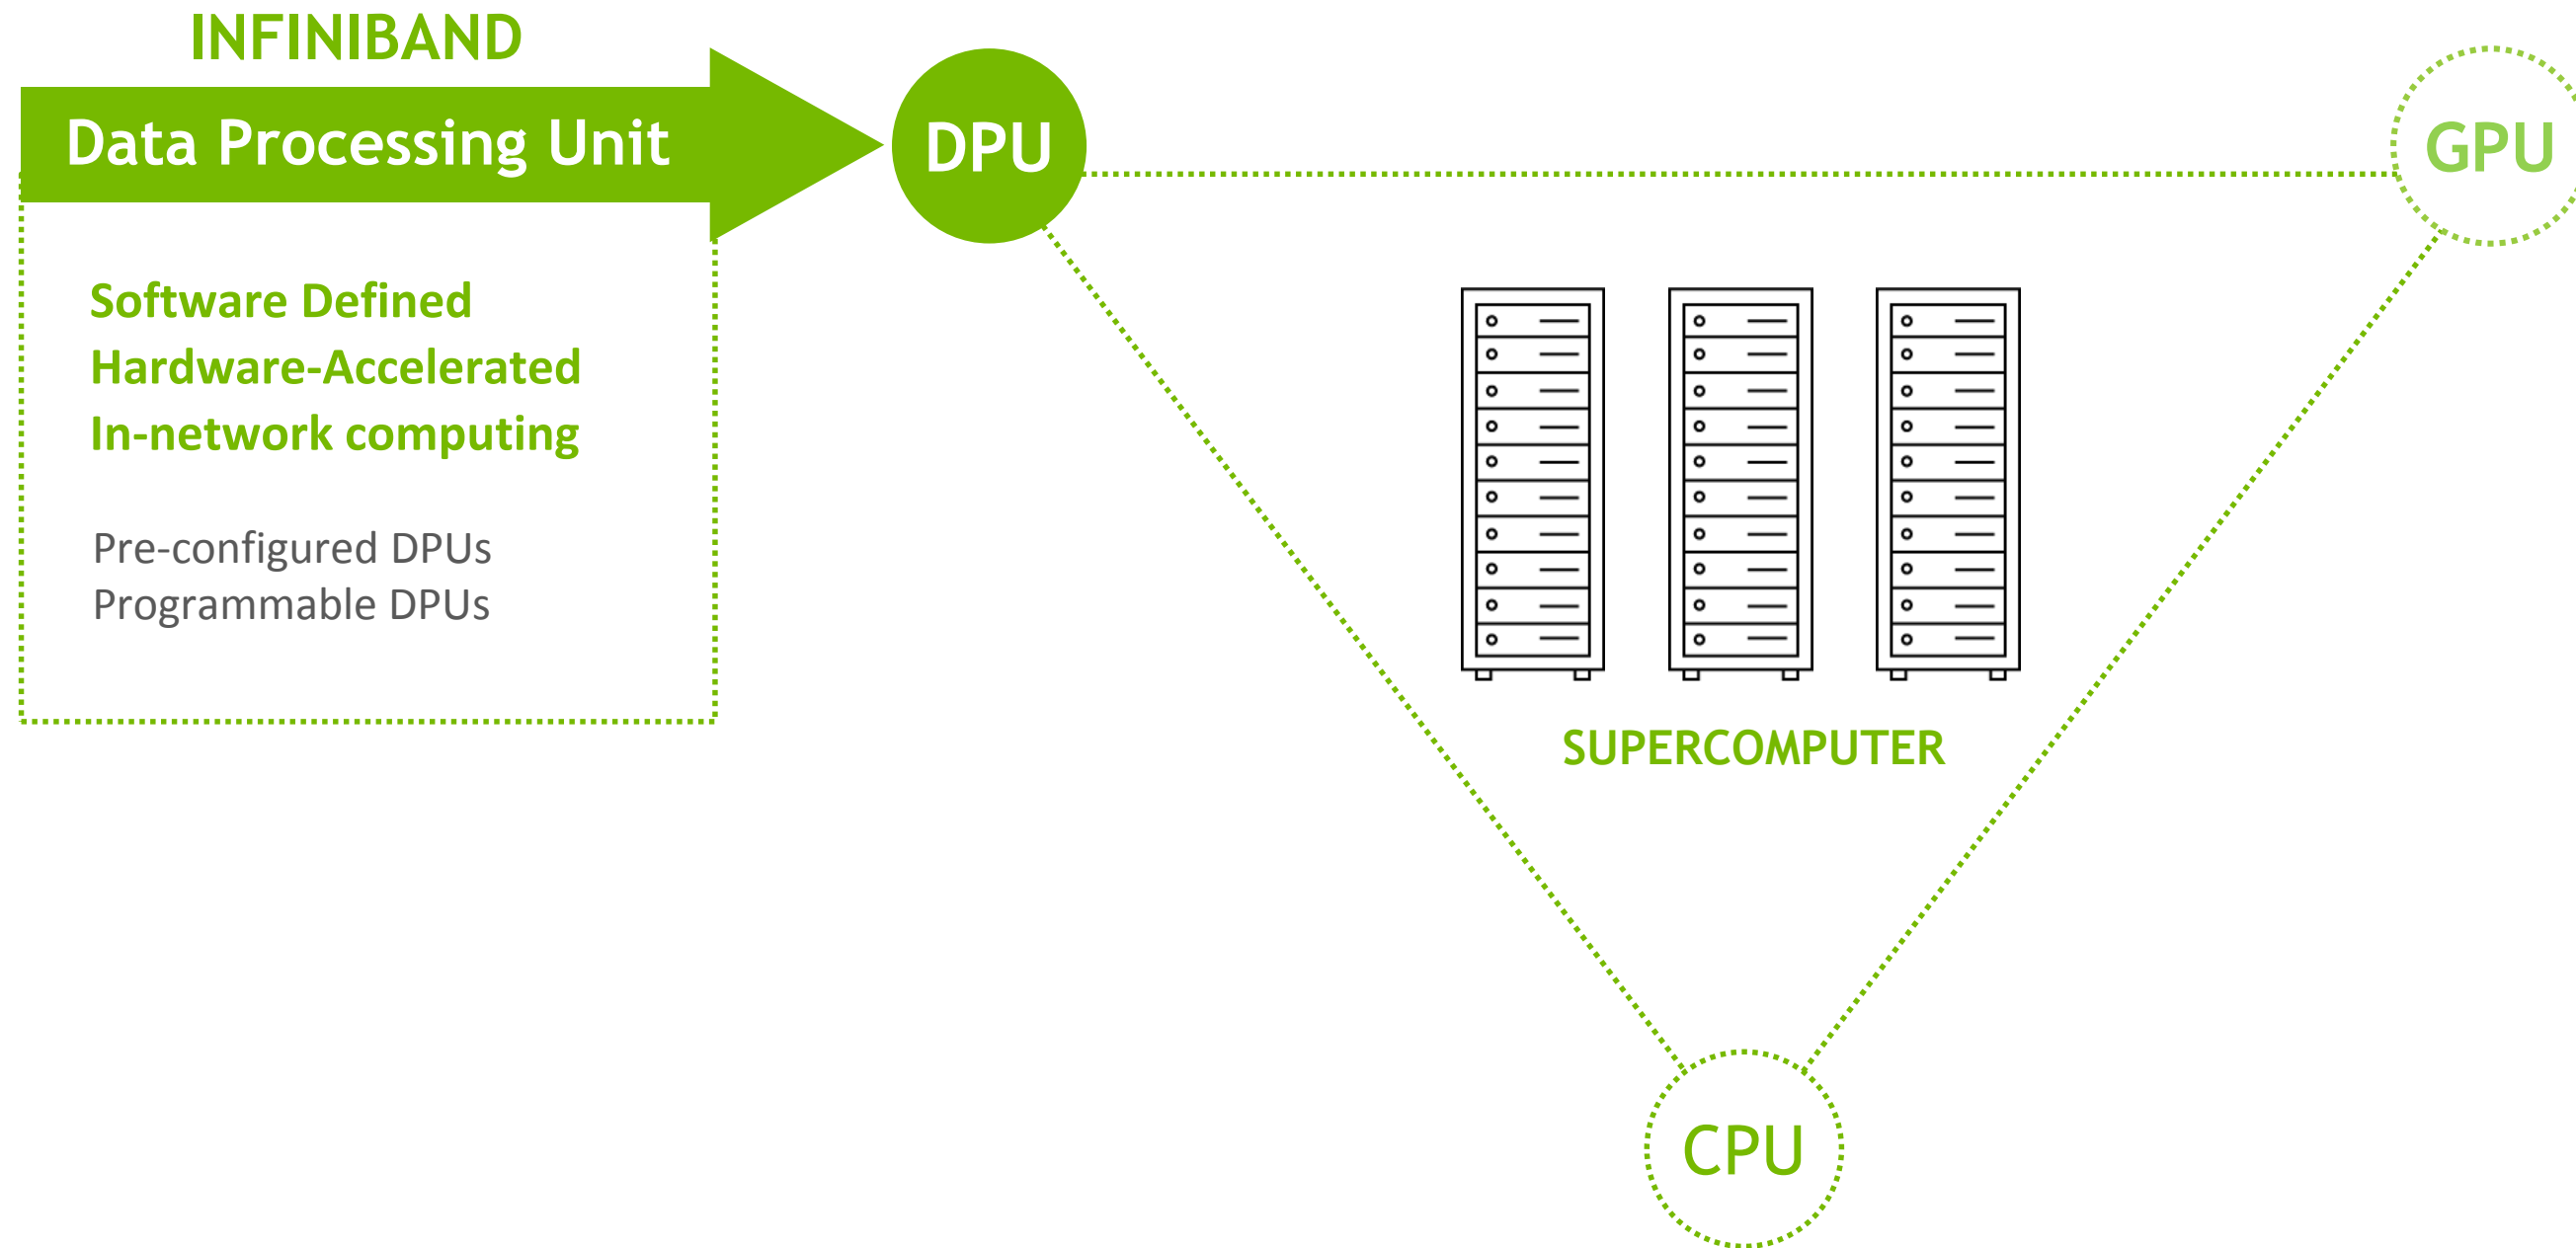 INFINIBAND
Data Processing Unit
DPU
GPU
Software Defined
Hardware-Accelerated
In-network computing
Pre-configured DPUs
Programmable DPUs
SUPERCOMPUTER
CPU